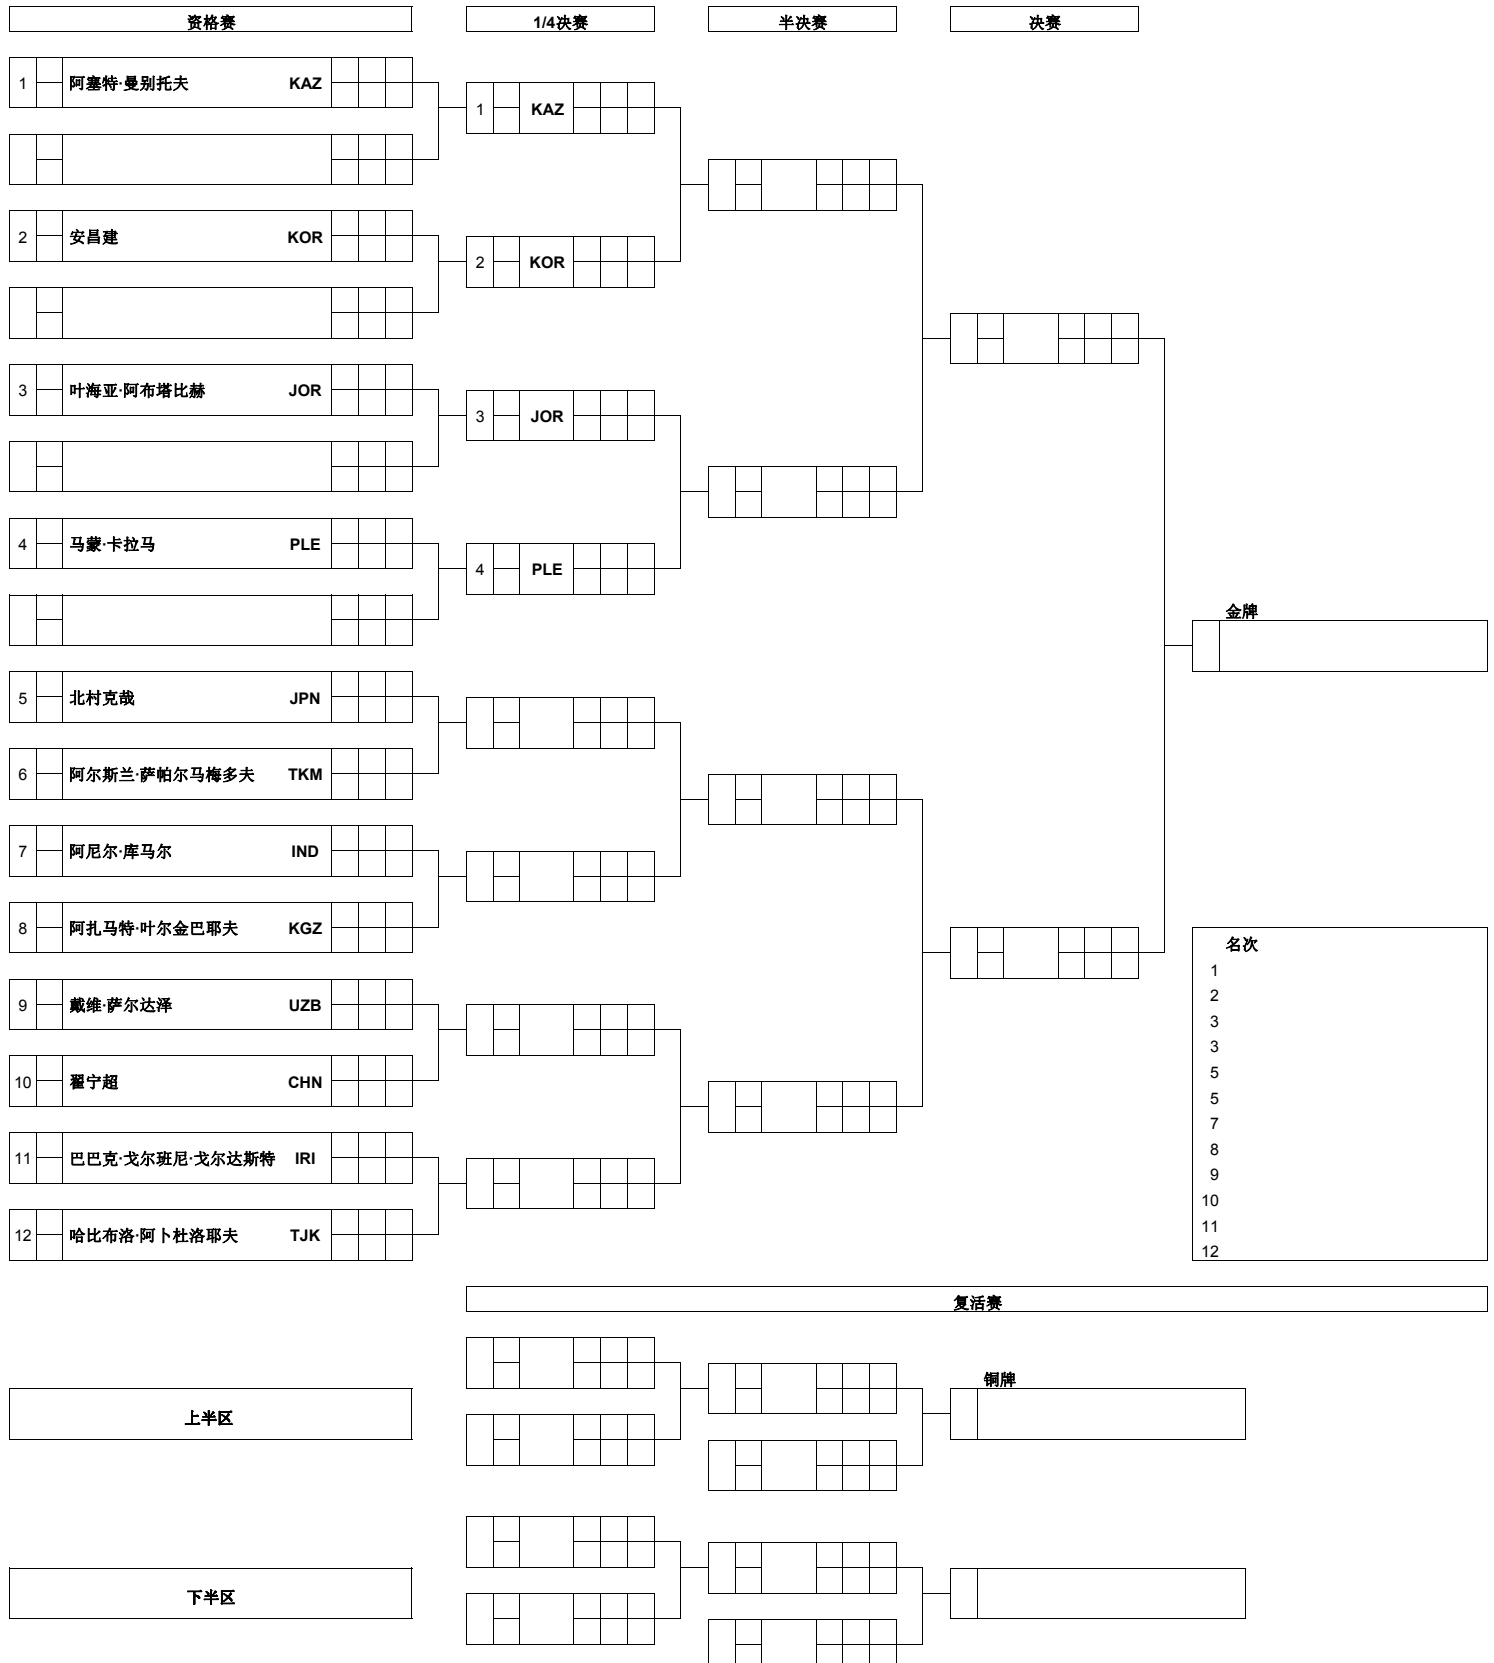 资格赛 1/4决赛 半决赛 决赛
1 阿塞特·曼别托夫 KAZ
1 KAZ
2 安昌建 KOR
2 KOR
3 叶海亚·阿布塔比赫 JOR
3 JOR
4 马蒙·卡拉马 PLE
4 PLE
金牌
5 北村克哉 JPN
6 阿尔斯兰·萨帕尔马梅多夫 TKM
7 阿尼尔·库马尔 IND
8 阿扎马特·叶尔金巴耶夫 KGZ
9 戴维·萨尔达泽 UZB
10 翟宁超 CHN
11 巴巴克·戈尔班尼·戈尔达斯特 IRI
12 哈比布洛·阿卜杜洛耶夫 TJK
名次
1
2
3
3
5
5
7
8
9
10
11
12
复活赛
铜牌
上半区
下半区